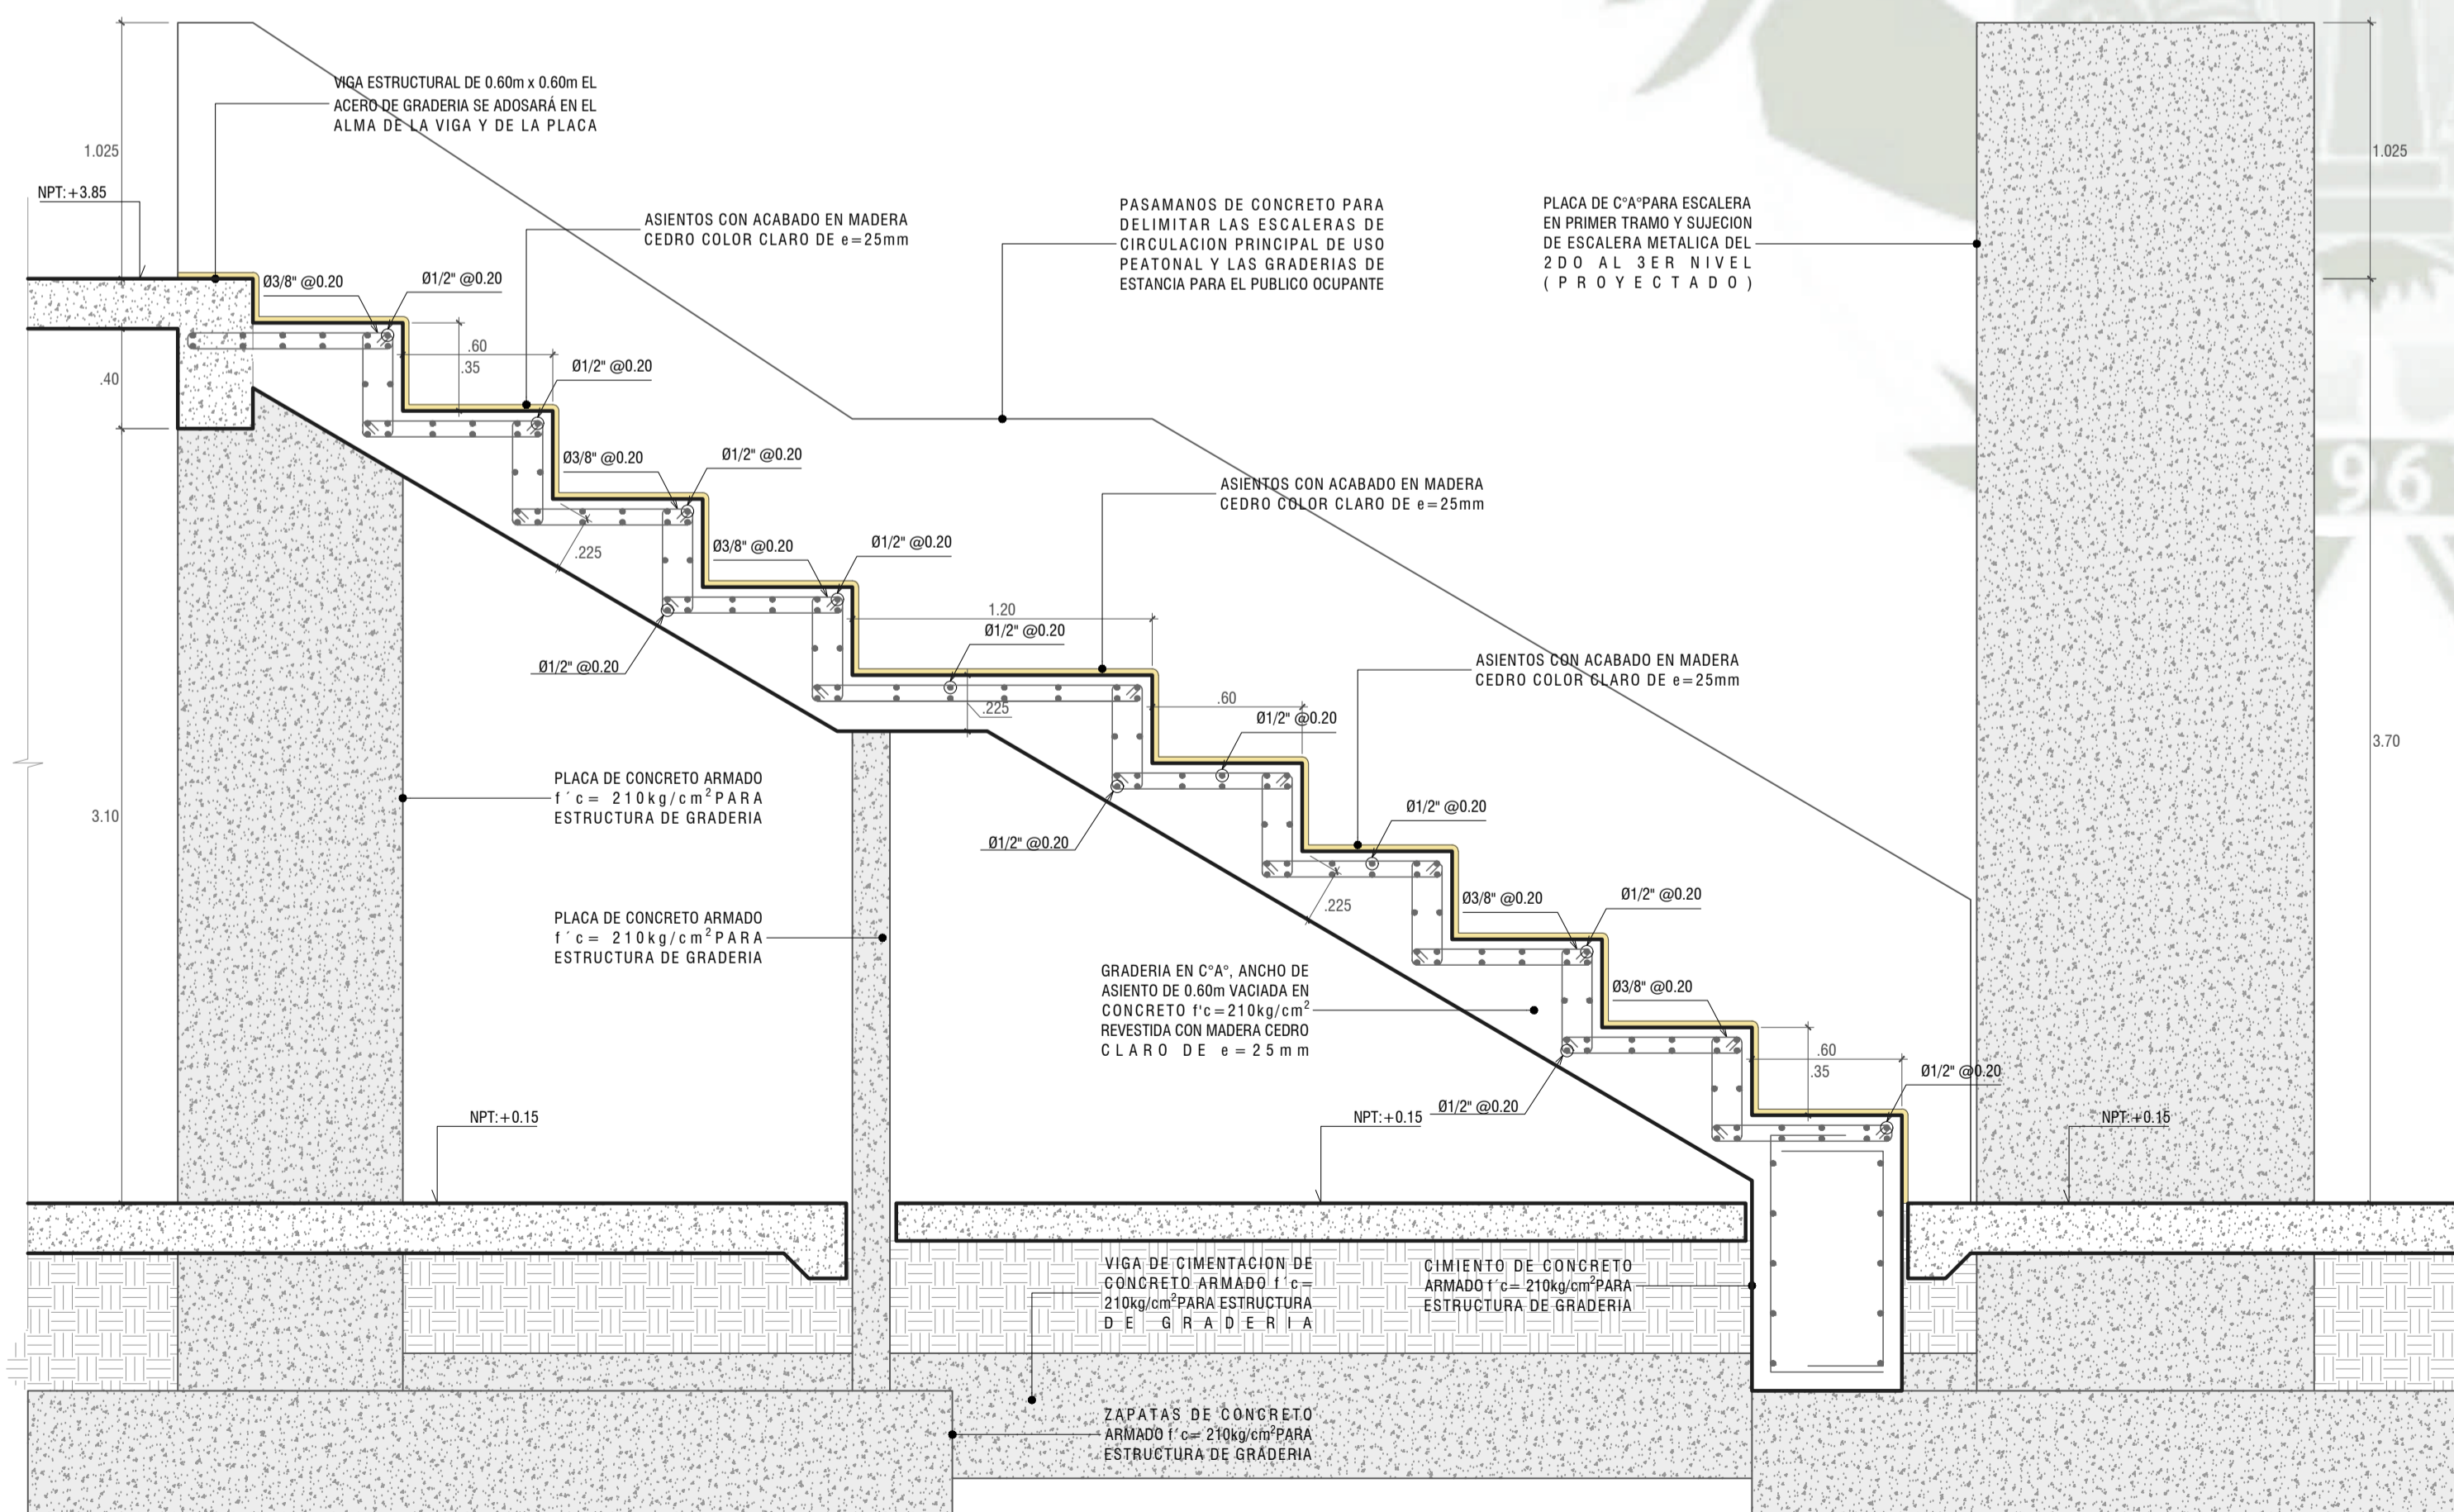 VIGA ESTRUCTURAL DE 0.60m x 0.60m EL
ACERO DE GRADERIA SE ADOSARÁ EN EL
ALMA DE LA VIGA Y DE LA PLACA
1.025
1.025
NPT:+3.85
ASIENTOS CON ACABADO EN MADERA
CEDRO COLOR CLARO DE e=25mm
PASAMANOS DE CONCRETO PARA
DELIMITAR LAS ESCALERAS DE
CIRCULACION PRINCIPAL DE USO
PEATONAL Y LAS GRADERIAS DE
ESTANCIA PARA EL PUBLICO OCUPANTE
PLACA DE C°A°PARA ESCALERA
EN PRIMER TRAMO Y SUJECION
DE ESCALERA METALICA DEL
2DO AL 3ER NIVEL
(PROYECTADO)
Ø3/8" @0.20
Ø1/2" @0.20
.60
.35
Ø1/2" @0.20
.40
Ø3/8" @0.20
Ø1/2" @0.20
ASIENTOS CON ACABADO EN MADERA
CEDRO COLOR CLARO DE e=25mm
96
.225
Ø3/8" @0.20
Ø1/2" @0.20
1.20
Ø1/2" @0.20
Ø1/2" @0.20
ASIENTOS CON ACABADO EN MADERA
CEDRO COLOR CLARO DE e=25mm
.225
.60
Ø1/2" @0.20
3.70
PLACA DE CONCRETO ARMADO
f´c= 210kg/cm²PARA
ESTRUCTURA DE GRADERIA
3.10
Ø1/2" @0.20
Ø1/2" @0.20
.225
PLACA DE CONCRETO ARMADO
f´c= 210kg/cm²PARA
ESTRUCTURA DE GRADERIA
Ø3/8" @0.20
Ø1/2" @0.20
GRADERIA EN C°A°, ANCHO DE
ASIENTO DE 0.60m VACIADA EN
CONCRETO f'c=210kg/cm²
REVESTIDA CON MADERA CEDRO
CLARO DE e=25mm
Ø3/8" @0.20
.60
.35
Ø1/2" @0.20
Ø1/2" @0.20
NPT:+0.15
NPT:+0.15
NPT:+0.15
VIGA DE CIMENTACION DE
CONCRETO ARMADO f´c=
210kg/cm²PARA ESTRUCTURA
DE GRADERIA
CIMIENTO DE CONCRETO
ARMADO f´c= 210kg/cm²PARA
ESTRUCTURA DE GRADERIA
ZAPATAS DE CONCRETO
ARMADO f´c= 210kg/cm²PARA
ESTRUCTURA DE GRADERIA